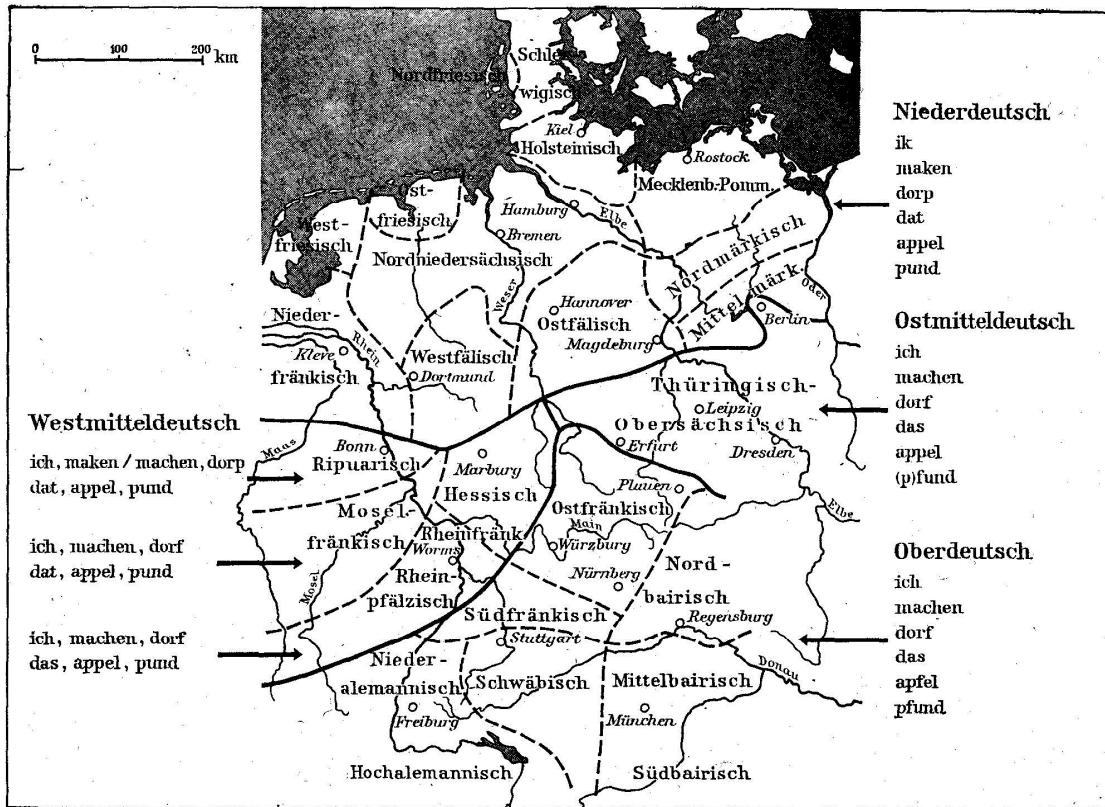 0 100 200 km
Schles-
wigisch
Nordfriesisch
Kiel
Holsteinisch
Rostock
Mecklenb.-Pomm.
Ost-
friesisch
West-
friesisch
Hamburg
Elbe
Bremen
Nordniedersächsisch
Weser
Nordmärkisch
Mittelmärk.
Oder
Berlin
Hannover
Ostfälisch
Magdeburg
Nieder-
fränkisch
Kleve
Rhein
Westfälisch
Dortmund
Thüringisch-
Obersächsisch
Leipzig
Erfurt
Dresden
Elbe
Maas
Bonn
Ripuarisch
Marburg
Hessisch
Plauen
Ostfränkisch
Main
Mosel-
fränkisch
Mosel
Rheinfränk.
Worms
Würzburg
Nürnberg
Rhein-
pfälzisch
Nord-
bairisch
Südfränkisch
Regensburg
Stuttgart
Donau
Nieder-
alemannisch
Schwäbisch
Mittelbairisch
Freiburg
München
Hochalemannisch
Südbairisch
Westmitteldeutsch
ich, maken / machen, dorp
dat, appel, pund
ich, machen, dorf
dat, appel, pund
ich, machen, dorf
das, appel, pund
Niederdeutsch
ik
maken
dorp
dat
appel
pund
Ostmitteldeutsch
ich
machen
dorf
das
appel
(p)fund
Oberdeutsch
ich
machen
dorf
das
apfel
pfund